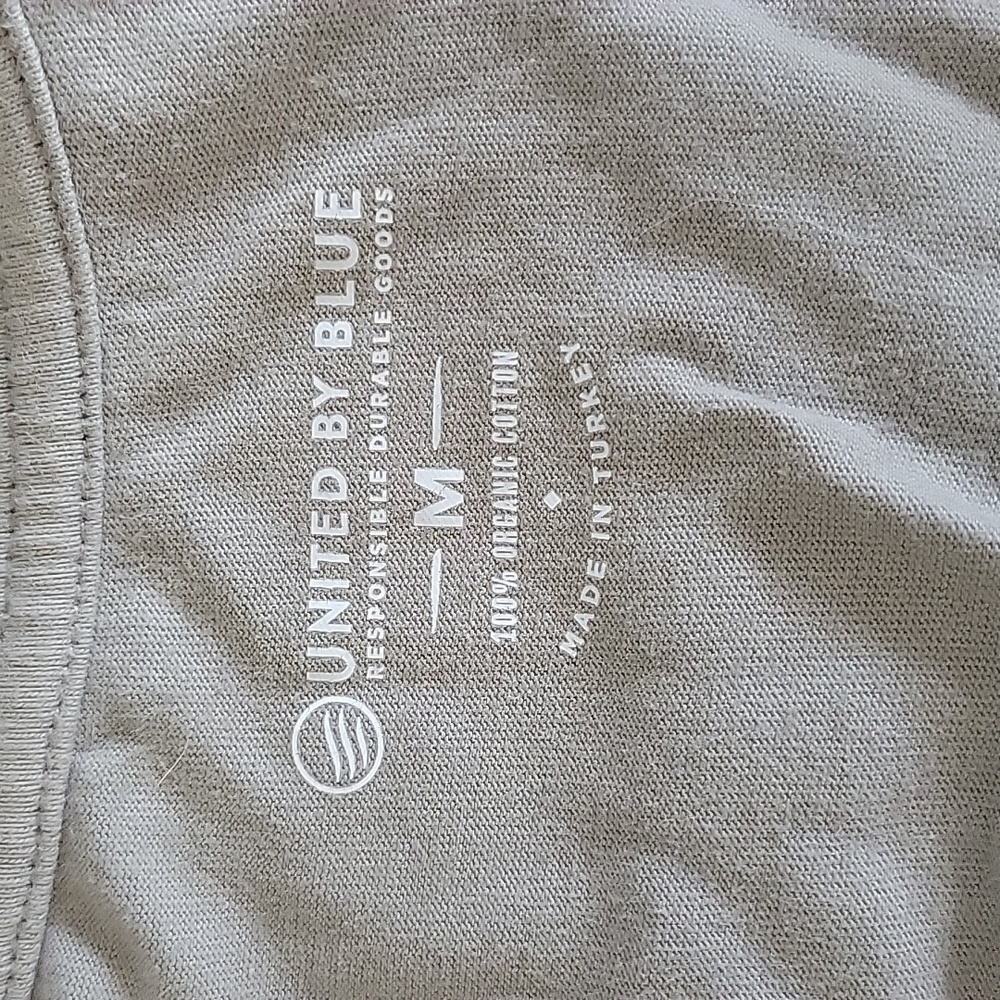 UNITED BY BLUE
RESPONSIBLE DURABLE GOODS
M
100% ORGANIC COTTON
MADE IN TURKEY